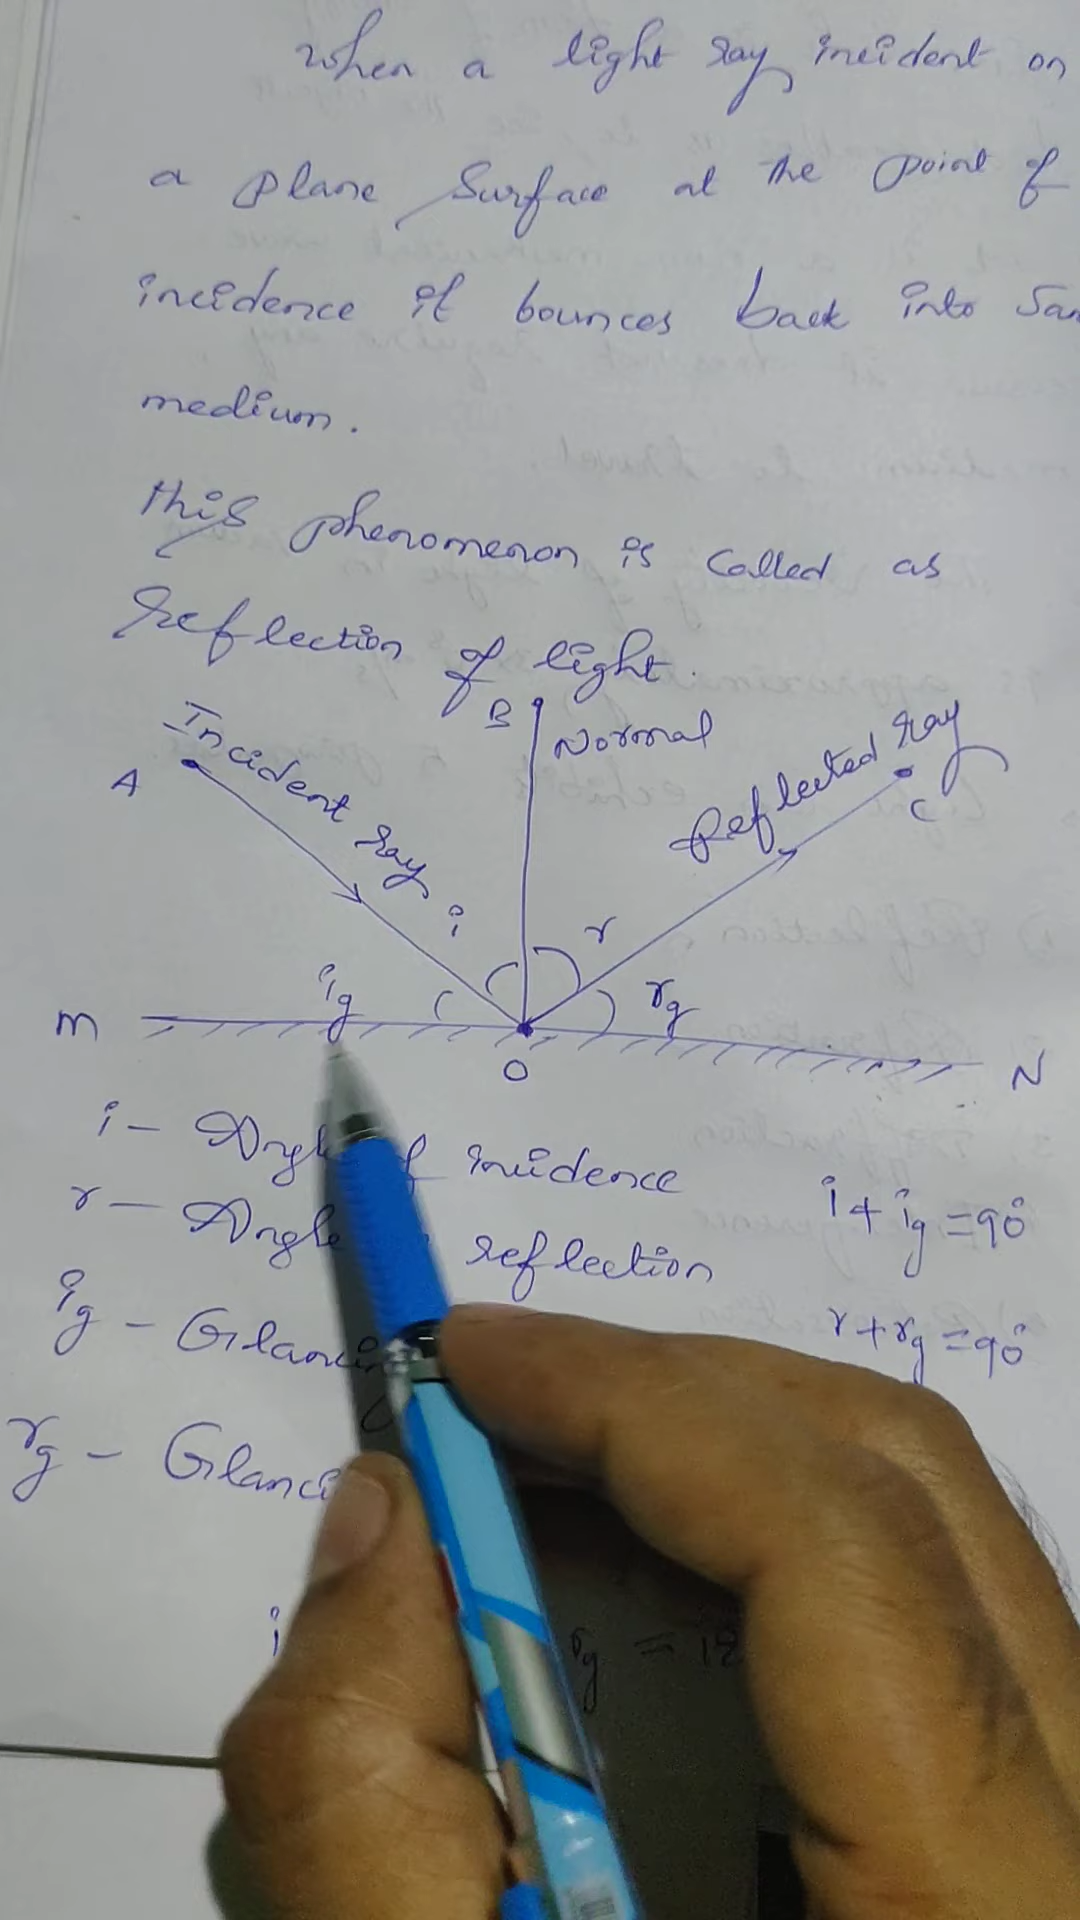 when a light ray incident on
a plane surface at the point of
incidence it bounces back into
medium.
this phenomenon is called as
reflection of light.
B
Normal
A
Incident ray
Reflected ray
C
i
r
ig
rg
M
O
N
i - Angle of incidence
r - Angle reflection
i + ig = 90°
ig -
r + rg = 90°
rg -
i
rg =